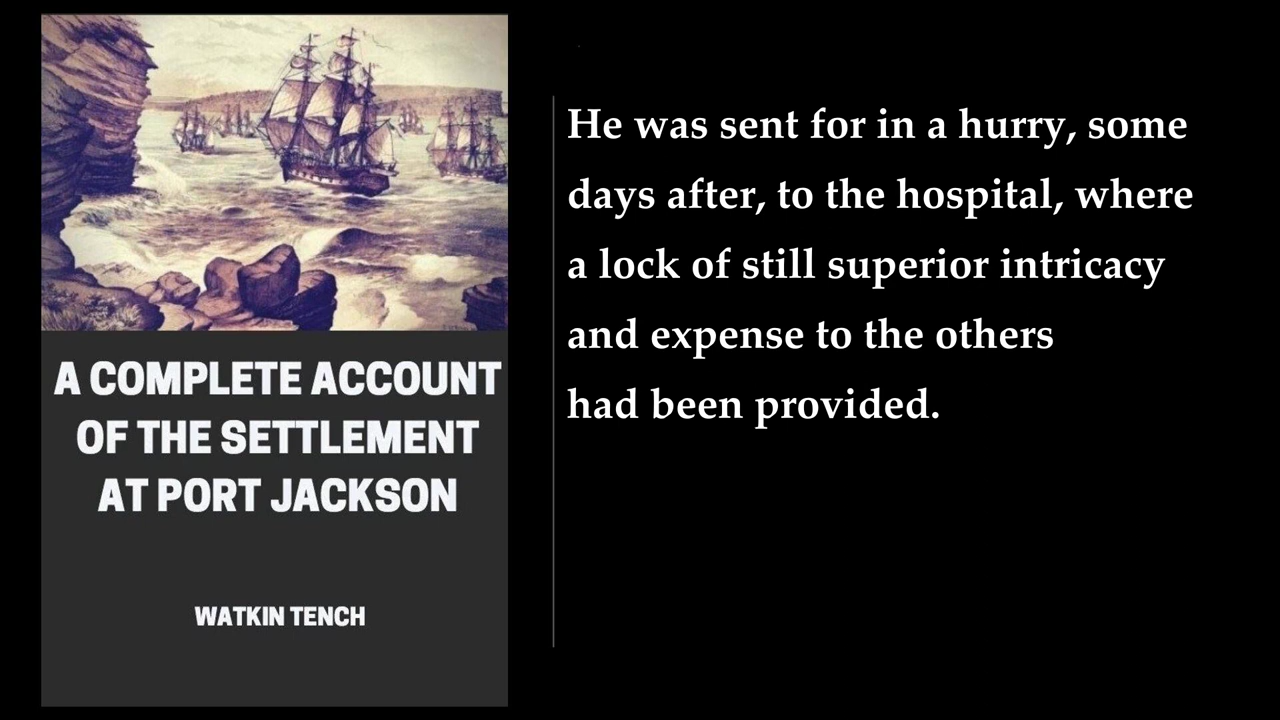 A COMPLETE ACCOUNT
OF THE SETTLEMENT
AT PORT JACKSON
WATKIN TENCH
He was sent for in a hurry, some
days after, to the hospital, where
a lock of still superior intricacy
and expense to the others
had been provided.